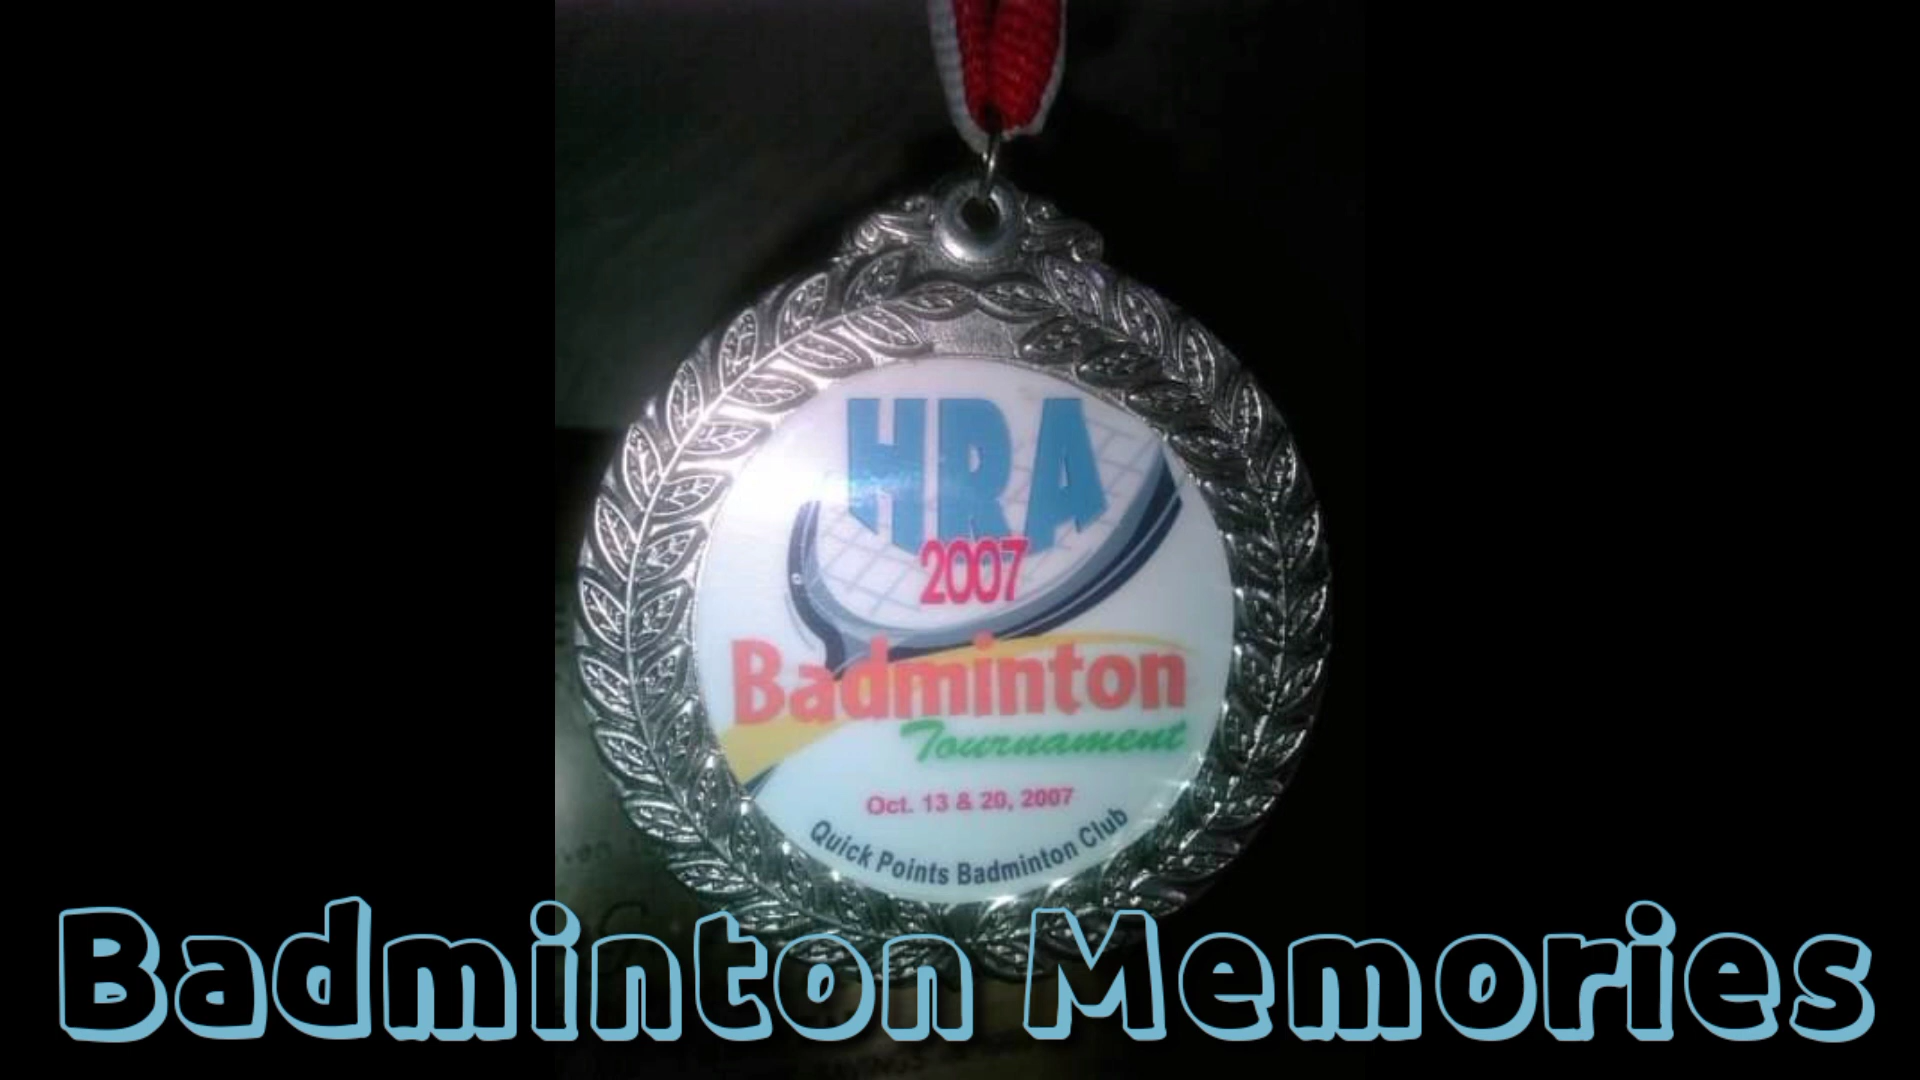 HRA
2007
Badminton
Tournament
Oct. 13 & 20, 2007
Quick Points Badminton Club
Badminton Memories